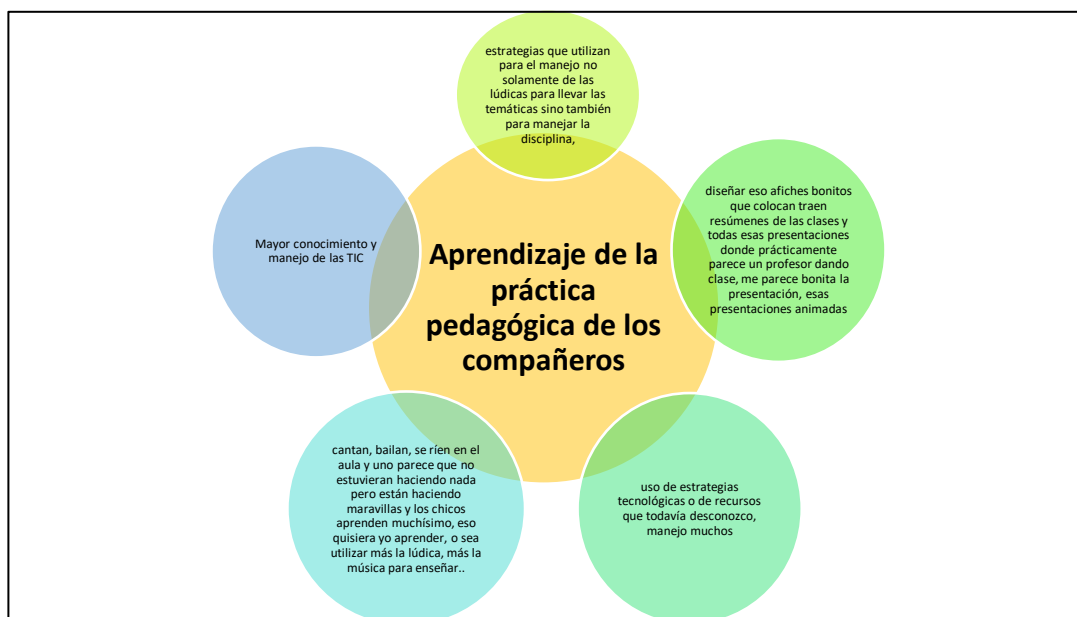 estrategias que utilizan
para el manejo no
solamente de las
lúdicas para llevar las
temáticas sino también
para manejar la
disciplina,
diseñar eso afiches bonitos
que colocan traen
resúmenes de las clases y
todas esas presentaciones
donde prácticamente
parece un profesor dando
clase, me parece bonita la
presentación, esas
presentaciones animadas
Mayor conocimiento y
manejo de las TIC
Aprendizaje de la
práctica
pedagógica de los
compañeros
cantan, bailan, se ríen en el
aula y uno parece que no
estuvieran haciendo nada
pero están haciendo
maravillas y los chicos
aprenden muchísimo, eso
quisiera yo aprender, o sea
utilizar más la lúdica, más la
música para enseñar..
uso de estrategias
tecnológicas o de recursos
que todavía desconozco,
manejo muchos